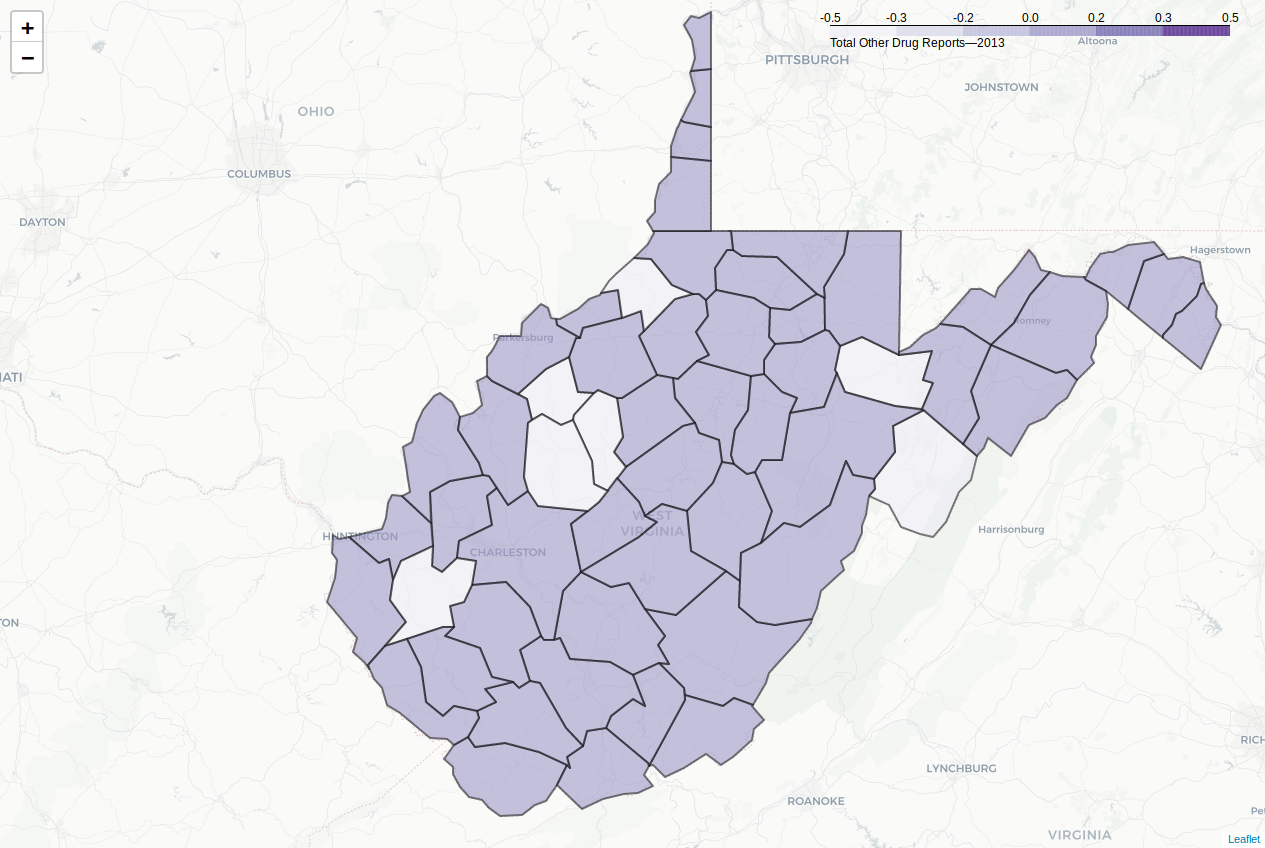 +
−
-0.5 -0.3 -0.2 0.0 0.2 0.3 0.5
Total Other Drug Reports—2013
Altoona
PITTSBURGH
JOHNSTOWN
OHIO
COLUMBUS
DAYTON
Hagerstown
Romney
Parkersburg
ATI
WEST
VIRGINIA
HUNTINGTON
CHARLESTON
Harrisonburg
ON
RICH
LYNCHBURG
ROANOKE
Pet
VIRGINIA
Leaflet